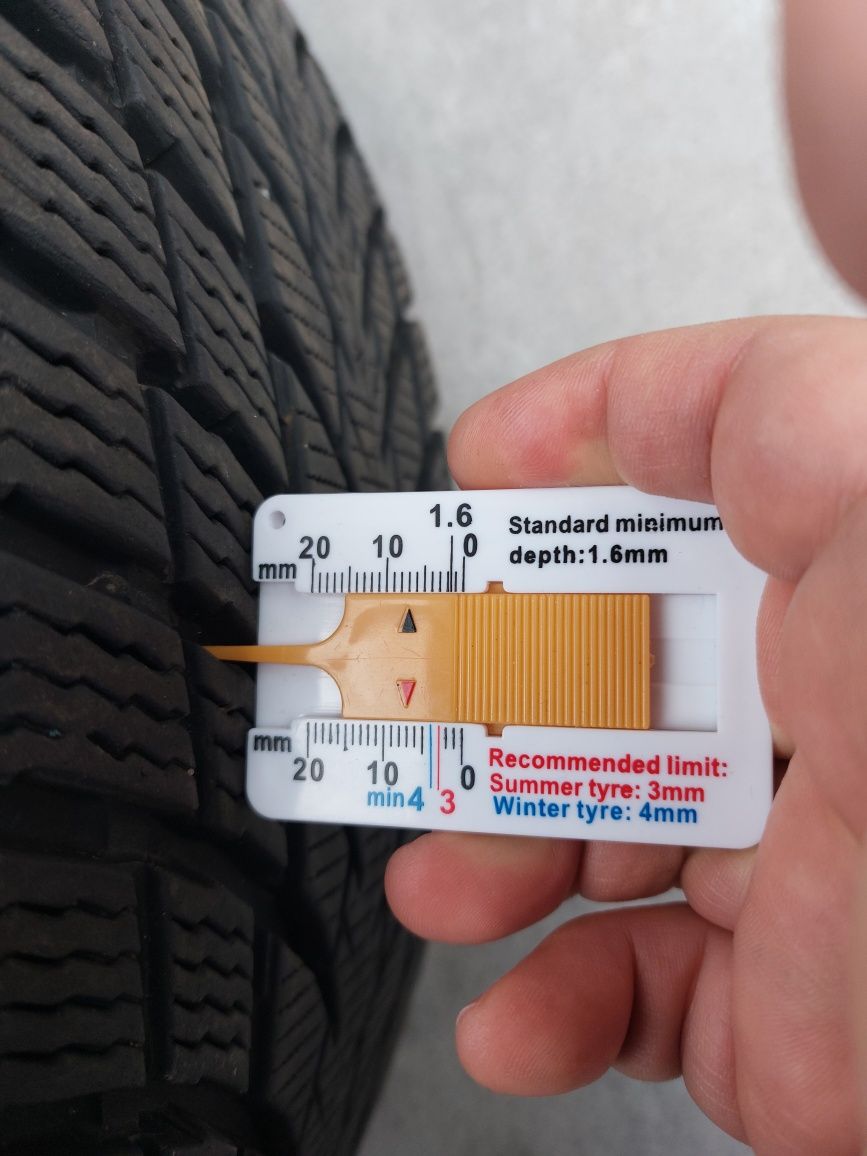 1.6
20 10 0
mm
Standard minimum
depth:1.6mm
mm
20 10 0
min4 3
Recommended limit:
Summer tyre: 3mm
Winter tyre: 4mm